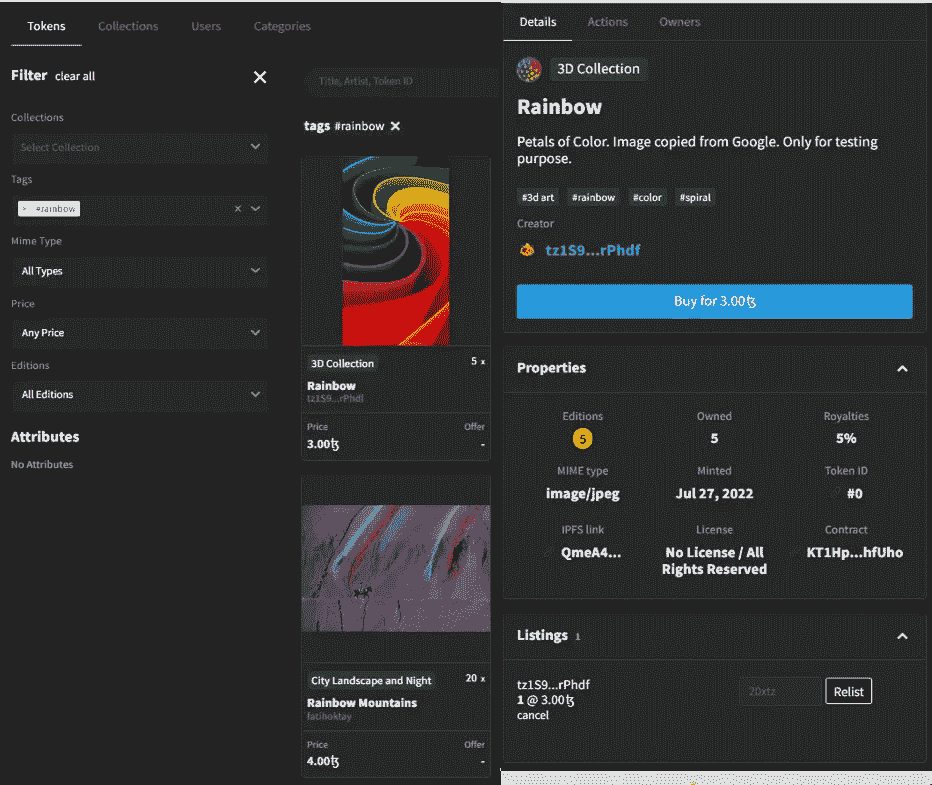 Tokens Collections Users Categories
Filter clear all
Collections
Select Collection
Tags
× #rainbow
Mime Type
All Types
Price
Any Price
Editions
All Editions
Attributes
No Attributes
Title, Artist, Token ID
tags #rainbow ×
3D Collection 5 x
Rainbow
tz1S9...rPhdf
Price Offer
3.00ꜩ -
City Landscape and Night 20 x
Rainbow Mountains
fatihoktay
Price Offer
4.00ꜩ -
Details Actions Owners
3D Collection
Rainbow
Petals of Color. Image copied from Google. Only for testing
purpose.
#3d art #rainbow #color #spiral
Creator
tz1S9...rPhdf
Buy for 3.00ꜩ
Properties
Editions Owned Royalties
5 5 5%
MIME type Minted Token ID
image/jpeg Jul 27, 2022 #0
IPFS link License Contract
QmeA4... No License / All KT1Hp...hfUho
Rights Reserved
Listings 1
tz1S9...rPhdf
1 @ 3.00ꜩ
cancel
20xtz Relist